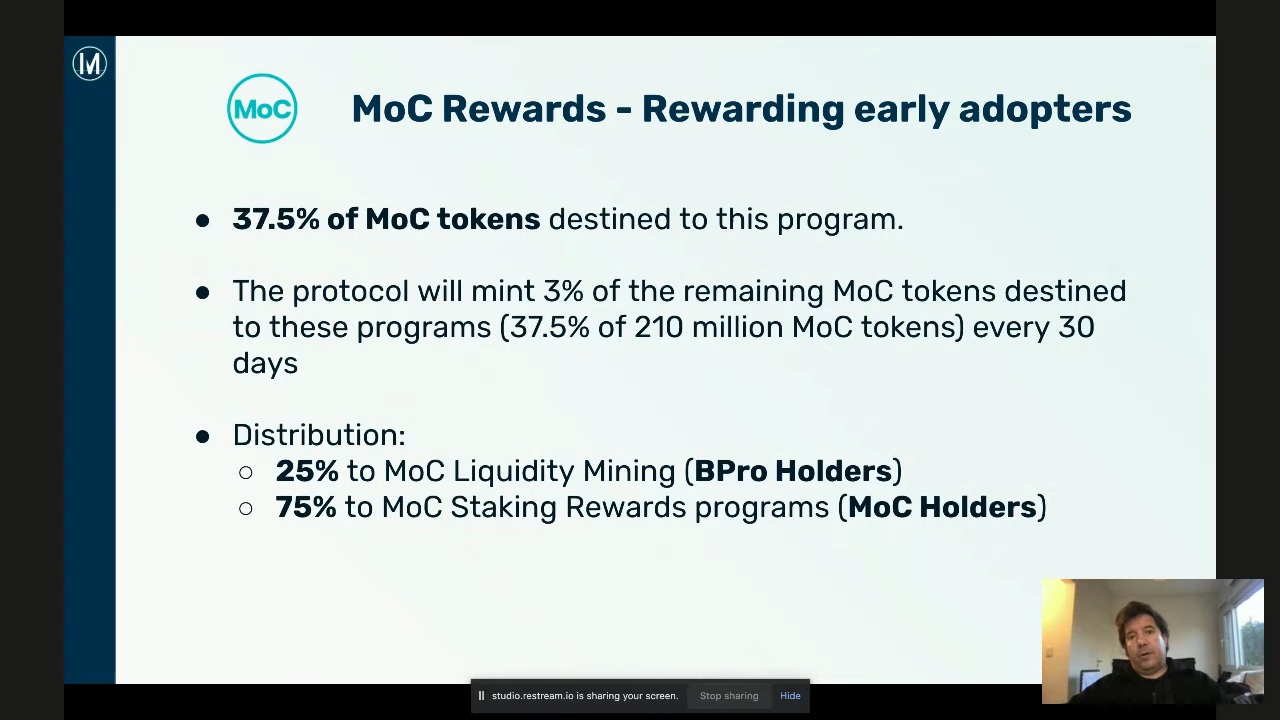 M
MoC
MoC Rewards - Rewarding early adopters
● 37.5% of MoC tokens destined to this program.
● The protocol will mint 3% of the remaining MoC tokens destined
to these programs (37.5% of 210 million MoC tokens) every 30
days
● Distribution:
○ 25% to MoC Liquidity Mining (BPro Holders)
○ 75% to MoC Staking Rewards programs (MoC Holders)
studio.restream.io is sharing your screen. Stop sharing Hide